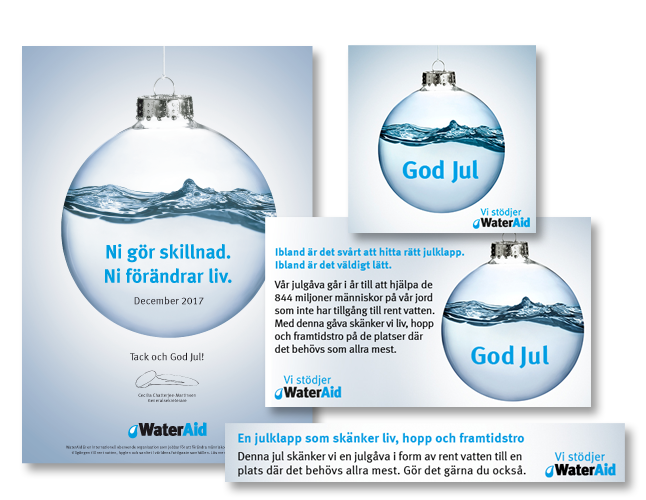 Ni gör skillnad.
Ni förändrar liv.
December 2017
Tack och God Jul!
Cecilia Chatterjee-Martinsen
Generalsekreterare
WaterAid
God Jul
Vi stödjer
WaterAid
Ibland är det svårt att hitta rätt julklapp.
Ibland är det väldigt lätt.
Vår julgåva går i år till att hjälpa de
844 miljoner människor på vår jord
som inte har tillgång till rent vatten.
Med denna gåva skänker vi liv, hopp
och framtidstro på de platser där
det behövs som allra mest.
Vi stödjer
WaterAid
God Jul
En julklapp som skänker liv, hopp och framtidstro
Denna jul skänker vi en julgåva i form av rent vatten till en
plats där det behövs allra mest. Gör det gärna du också.
Vi stödjer
WaterAid